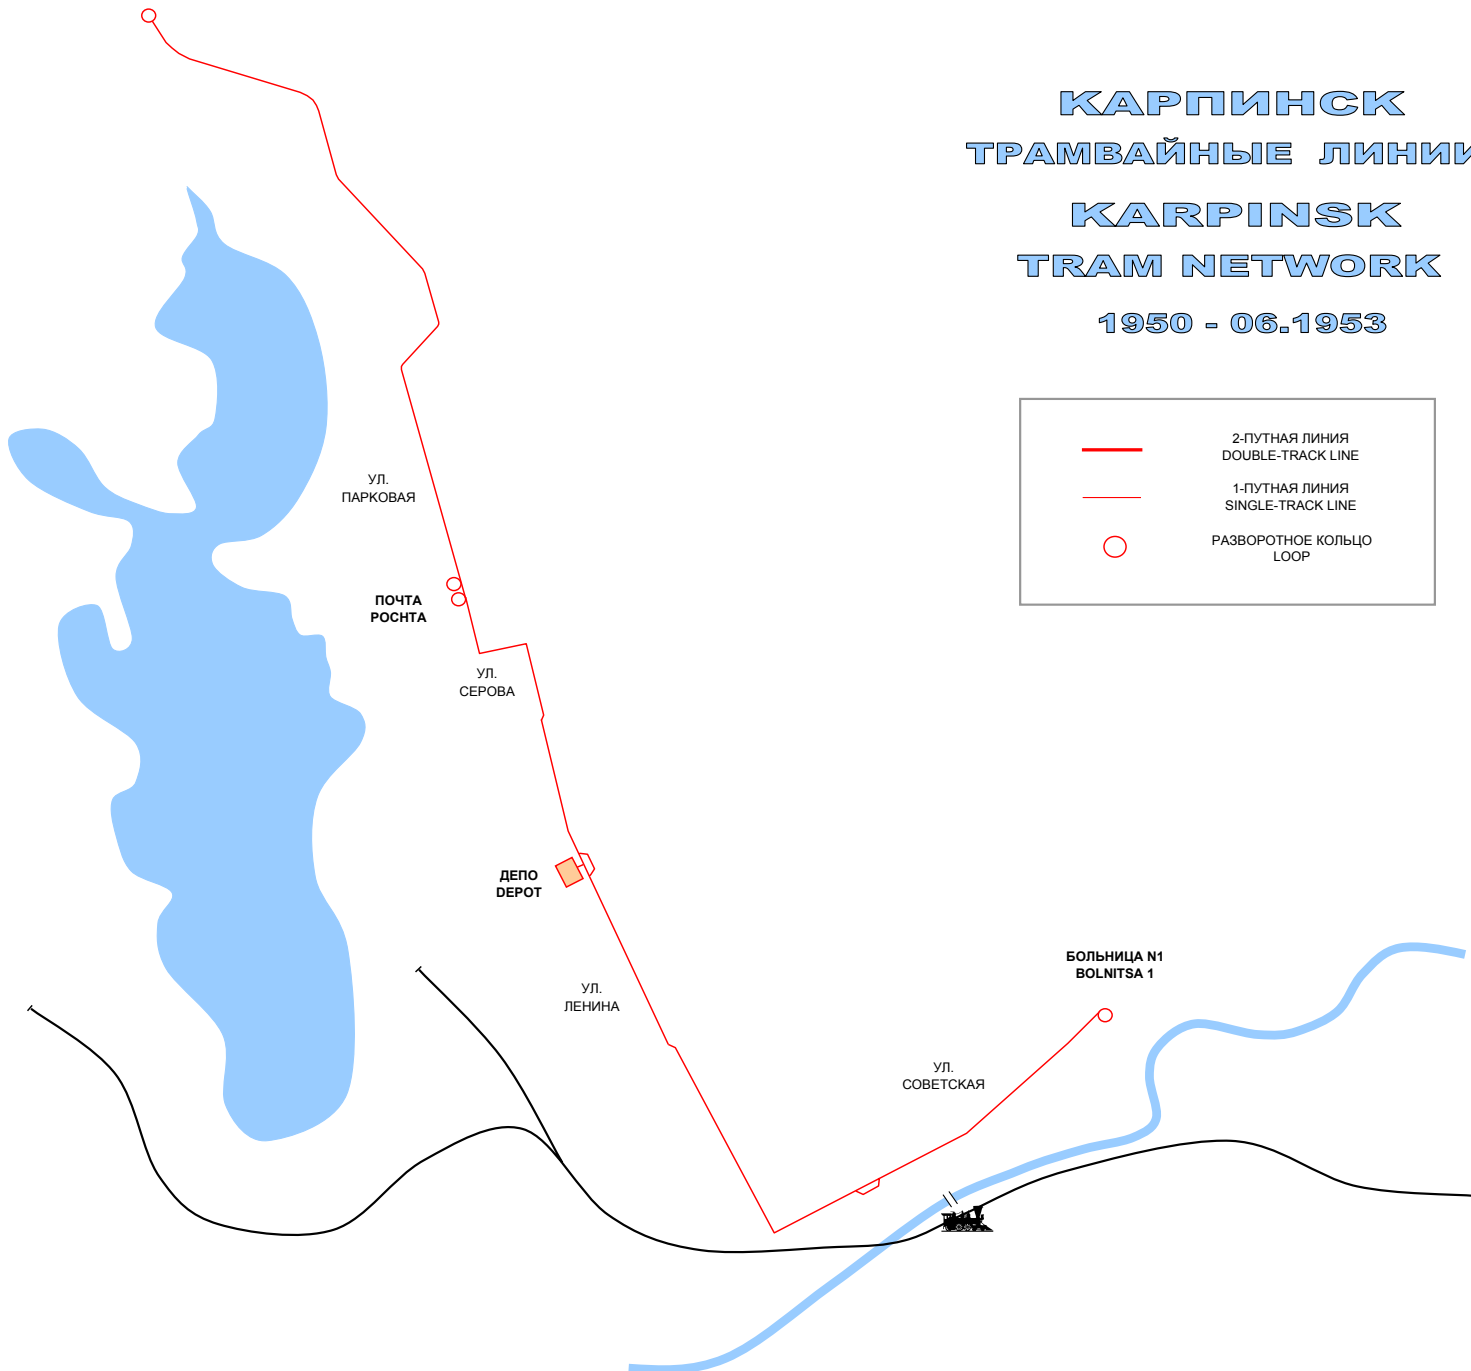 КАРПИНСК
ТРАМВАЙНЫЕ ЛИНИИ
KARPINSK
TRAM NETWORK
1950 - 06.1953
2-ПУТНАЯ ЛИНИЯ
DOUBLE-TRACK LINE
1-ПУТНАЯ ЛИНИЯ
SINGLE-TRACK LINE
РАЗВОРОТНОЕ КОЛЬЦО
LOOP
УЛ.
ПАРКОВАЯ
ПОЧТА
POCHTA
УЛ.
СЕРОВА
ДЕПО
DEPOT
УЛ.
ЛЕНИНА
БОЛЬНИЦА N1
BOLNITSA 1
УЛ.
СОВЕТСКАЯ